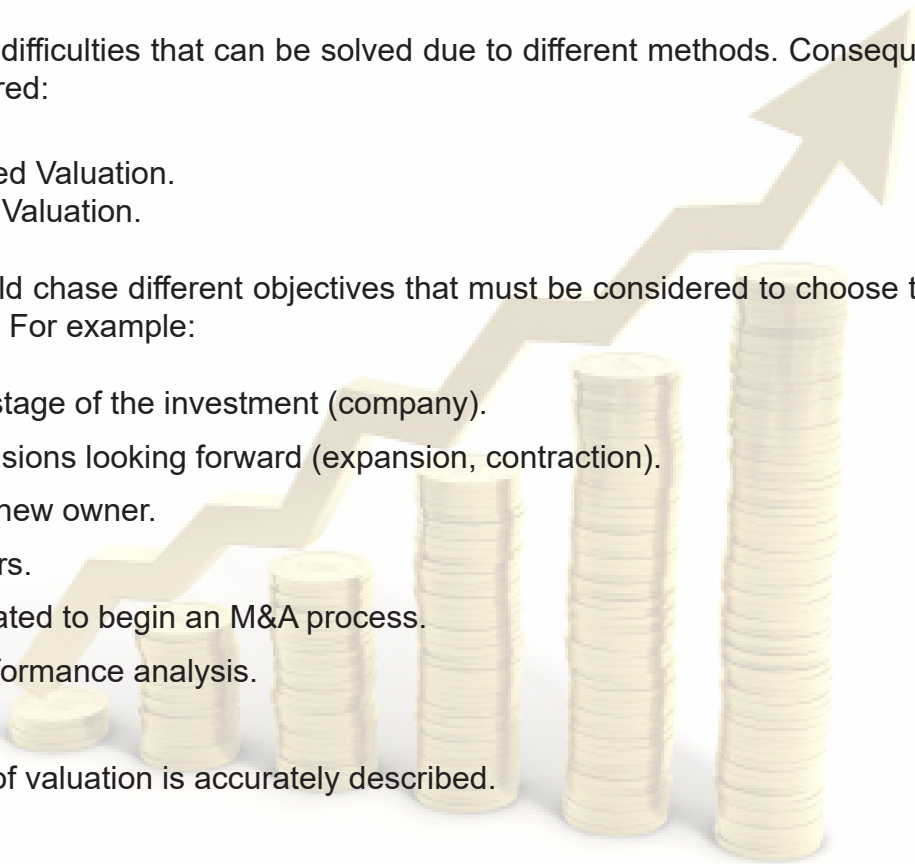 difficulties that can be solved due to different methods. Consequ
red:
ed Valuation.
Valuation.
ld chase different objectives that must be considered to choose t
For example:
stage of the investment (company).
sions looking forward (expansion, contraction).
new owner.
rs.
ated to begin an M&A process.
formance analysis.
of valuation is accurately described.